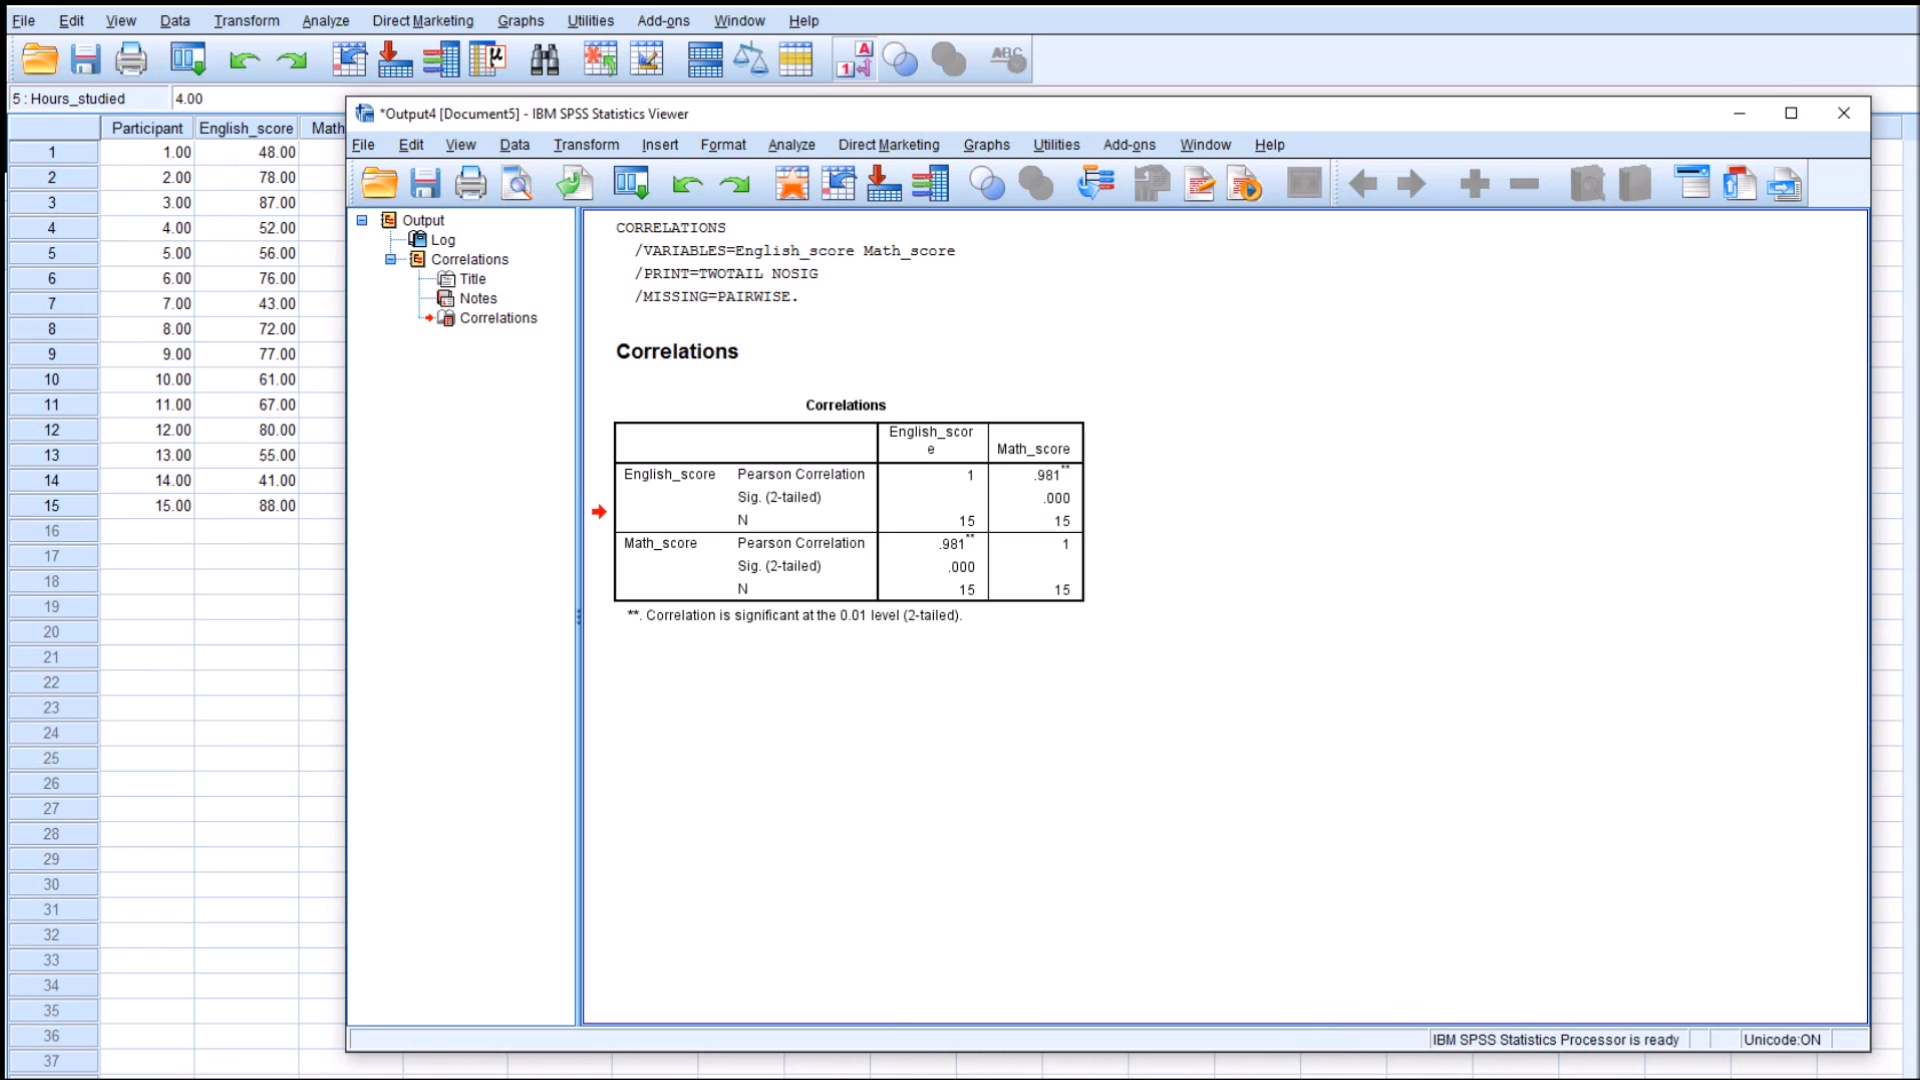 File Edit View Data Transform Analyze Direct Marketing Graphs Utilities Add-ons Window Help
5 : Hours_studied 4.00
Participant English_score Math
1 1.00 48.00
2 2.00 78.00
3 3.00 87.00
4 4.00 52.00
5 5.00 56.00
6 6.00 76.00
7 7.00 43.00
8 8.00 72.00
9 9.00 77.00
10 10.00 61.00
11 11.00 67.00
12 12.00 80.00
13 13.00 55.00
14 14.00 41.00
15 15.00 88.00
16
17
18
19
20
21
22
23
24
25
26
27
28
29
30
31
32
33
34
35
36
37
*Output4 [Document5] - IBM SPSS Statistics Viewer
File Edit View Data Transform Insert Format Analyze Direct Marketing Graphs Utilities Add-ons Window Help
Output
Log
Correlations
Title
Notes
Correlations
CORRELATIONS
/VARIABLES=English_score Math_score
/PRINT=TWOTAIL NOSIG
/MISSING=PAIRWISE.
Correlations
Correlations
English_scor
e Math_score
English_score Pearson Correlation 1 .981**
Sig. (2-tailed) .000
N 15 15
Math_score Pearson Correlation .981** 1
Sig. (2-tailed) .000
N 15 15
**. Correlation is significant at the 0.01 level (2-tailed).
IBM SPSS Statistics Processor is ready Unicode:ON